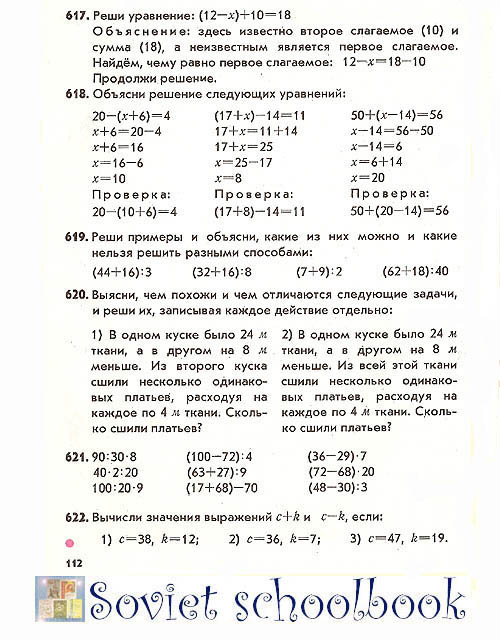 617. Реши уравнение: (12—x)+10=18
Объяснение: здесь известно второе слагаемое (10) и
сумма (18), а неизвестным является первое слагаемое.
Найдём, чему равно первое слагаемое: 12—x=18—10
Продолжи решение.
618. Объясни решение следующих уравнений:
20—(x+6)=4 (17+x)—14=11 50+(x—14)=56
x+6=20—4 17+x=11+14 x—14=56—50
x+6=16 17+x=25 x—14=6
x=16—6 x=25—17 x=6+14
x=10 x=8 x=20
Проверка: Проверка: Проверка:
20—(10+6)=4 (17+8)—14=11 50+(20—14)=56
619. Реши примеры и объясни, какие из них можно и какие
нельзя решить разными способами:
(44+16):3 (32+16):8 (7+9):2 (62+18):40
620. Выясни, чем похожи и чем отличаются следующие задачи,
и реши их, записывая каждое действие отдельно:
1) В одном куске было 24 м
ткани, а в другом на 8 м
меньше. Из второго куска
сшили несколько одинако-
вых платьев, расходуя на
каждое по 4 м ткани. Сколь-
ко сшили платьев?
2) В одном куске было 24 м
ткани, а в другом на 8 м
меньше. Из всей этой ткани
сшили несколько одинако-
вых платьев, расходуя на
каждое по 4 м ткани. Сколь-
ко сшили платьев?
621. 90:30·8 (100—72):4 (36—29)·7
40·2:20 (63+27):9 (72—68)·20
100:20·9 (17+68)—70 (48—30):3
622. Вычисли значения выражений c+k и c—k, если:
1) c=38, k=12; 2) c=36, k=7; 3) c=47, k=19.
112
Soviet schoolbook